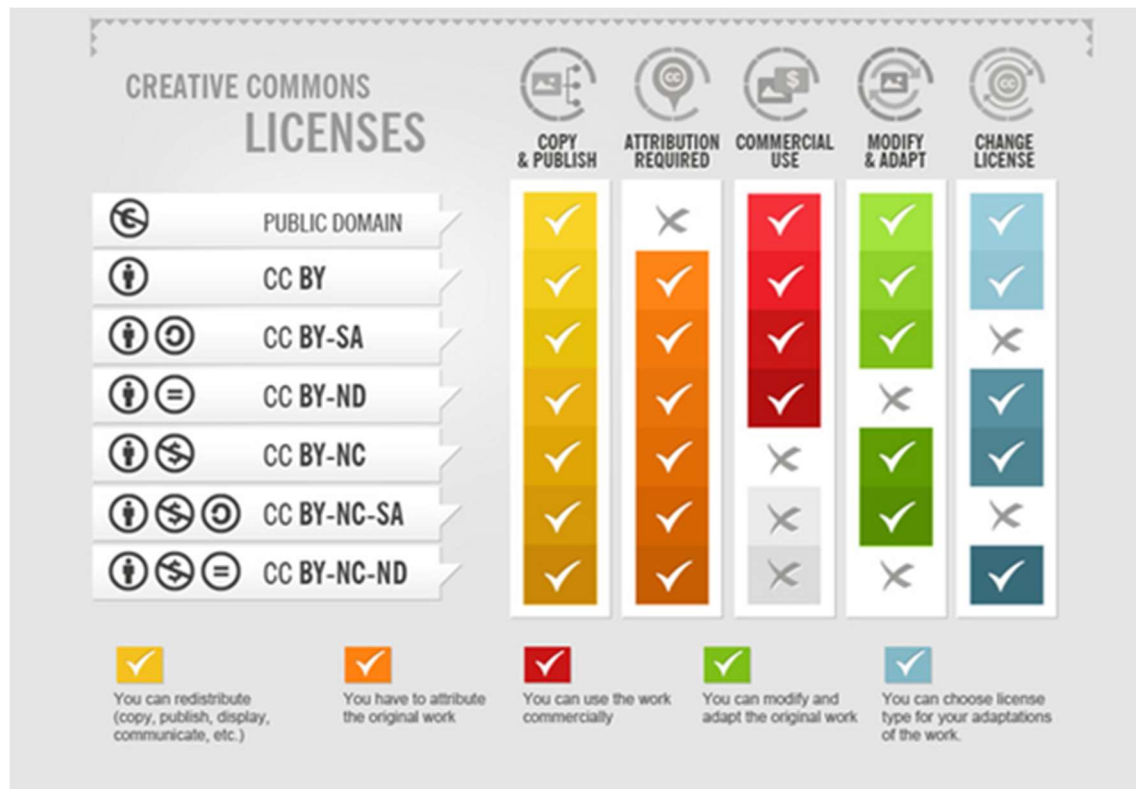 CREATIVE COMMONS
LICENSES
COPY
& PUBLISH
ATTRIBUTION
REQUIRED
COMMERCIAL
USE
MODIFY
& ADAPT
CHANGE
LICENSE
PUBLIC DOMAIN
CC BY
CC BY-SA
CC BY-ND
CC BY-NC
CC BY-NC-SA
CC BY-NC-ND
You can redistribute
(copy, publish, display,
communicate, etc.)
You have to attribute
the original work
You can use the work
commercially
You can modify and
adapt the original work
You can choose license
type for your adaptations
of the work.